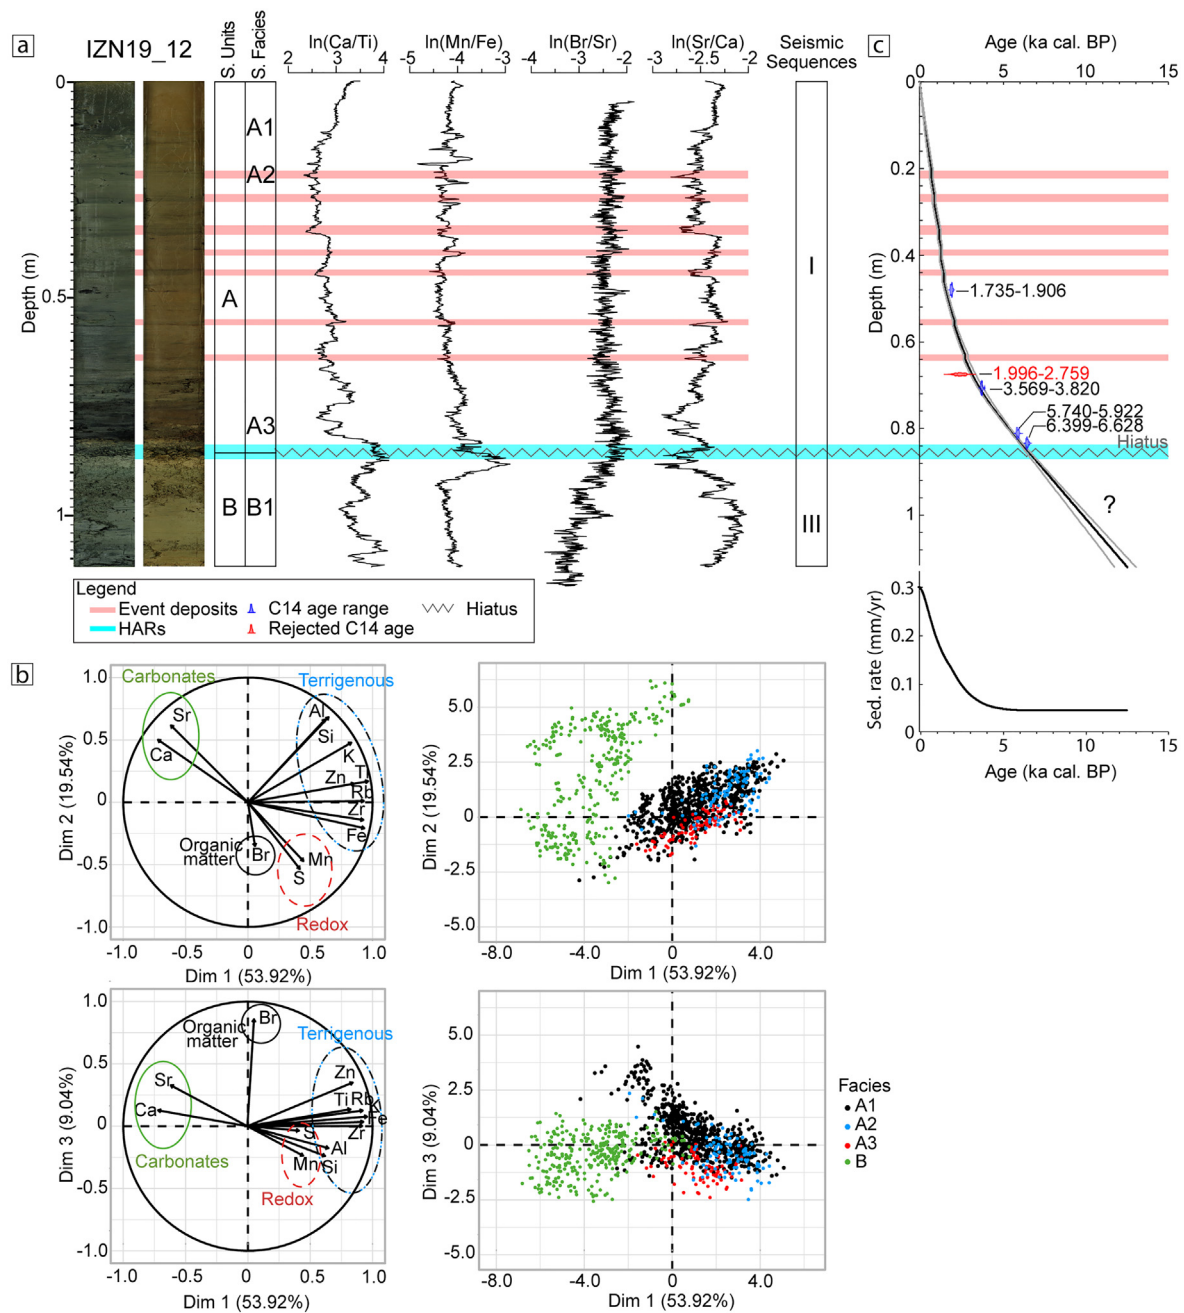 a
IZN19_12
S. Units
S. Facies
ln(Ca/Ti)
2 3 4
ln(Mn/Fe)
-5 -4 -3
ln(Br/Sr)
-4 -3 -2 -1
ln(Sr/Ca)
-3 -2.5 -2
Seismic
Sequences
Depth (m)
0
0.5
1
A
B
A1
A2
A3
B1
I
III
c
Age (ka cal. BP)
0 5 10 15
Depth (m)
0
0.2
0.4
0.6
0.8
1
1.735-1.906
1.996-2.759
3.569-3.820
5.740-5.922
6.399-6.628
Hiatus
?
Sed. rate (mm/yr)
0.3
0.2
0.1
0
0 5 10 15
Age (ka cal. BP)
Legend
Event deposits
C14 age range
Hiatus
HARs
Rejected C14 age
b
Carbonates
Terrigenous
Sr
Ca
Al
Si
K
Zn
Ti
Rb
Zr
Fe
Organic
matter
Br
Mn
S
Redox
Dim 2 (19.54%)
1.0
0.5
0
-0.5
-1.0
-1.0 -0.5 0 0.5 1.0
Dim 1 (53.92%)
Dim 2 (19.54%)
5.0
2.5
0
-2.5
-5.0
-8.0 -4.0 0 4.0
Dim 1 (53.92%)
Br
Organic
matter
Terrigenous
Sr
Ca
Carbonates
Zn
Ti
Rb
K
Fe
Zr
S
Al
Mn
Si
Redox
Dim 3 (9.04%)
1.0
0.5
0
-0.5
-1.0
-1.0 -0.5 0 0.5 1.0
Dim 1 (53.92%)
Dim 3 (9.04%)
5.0
2.5
0
-2.5
-5.0
-8.0 -4.0 0 4.0
Dim 1 (53.92%)
Facies
A1
A2
A3
B